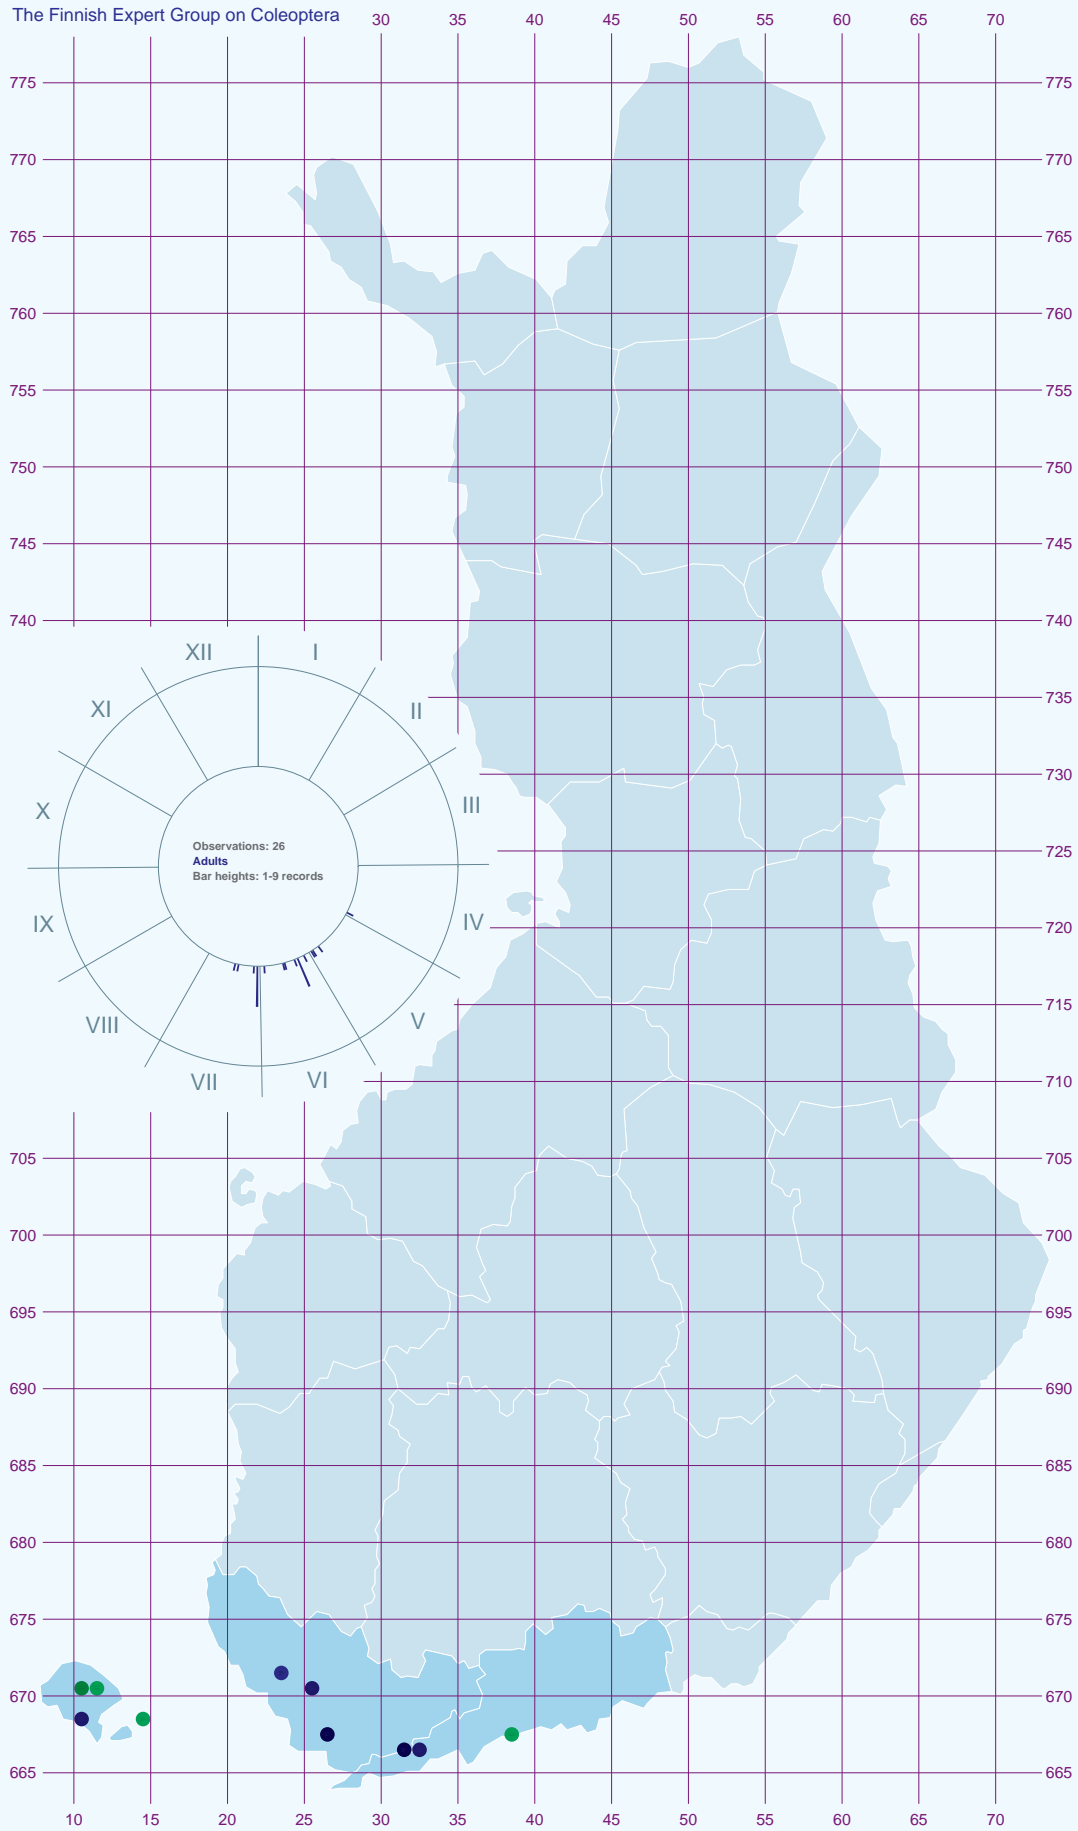 The Finnish Expert Group on Coleoptera
30 40 45 50 55 60 65 70
775 775
770 770
765 765
760 760
755 755
750 750
745 745
740 740
XII I
XI II
735
730
X III
725
Observations: 26
Adults
Bar heights: 1-9 records
IX IV
720
715
VIII V
VII VI
710
705 705
700 700
695 695
690 690
685 685
680 680
675 675
670 670
665 665
10 15 20 25 30 35 40 45 50 55 60 65 70